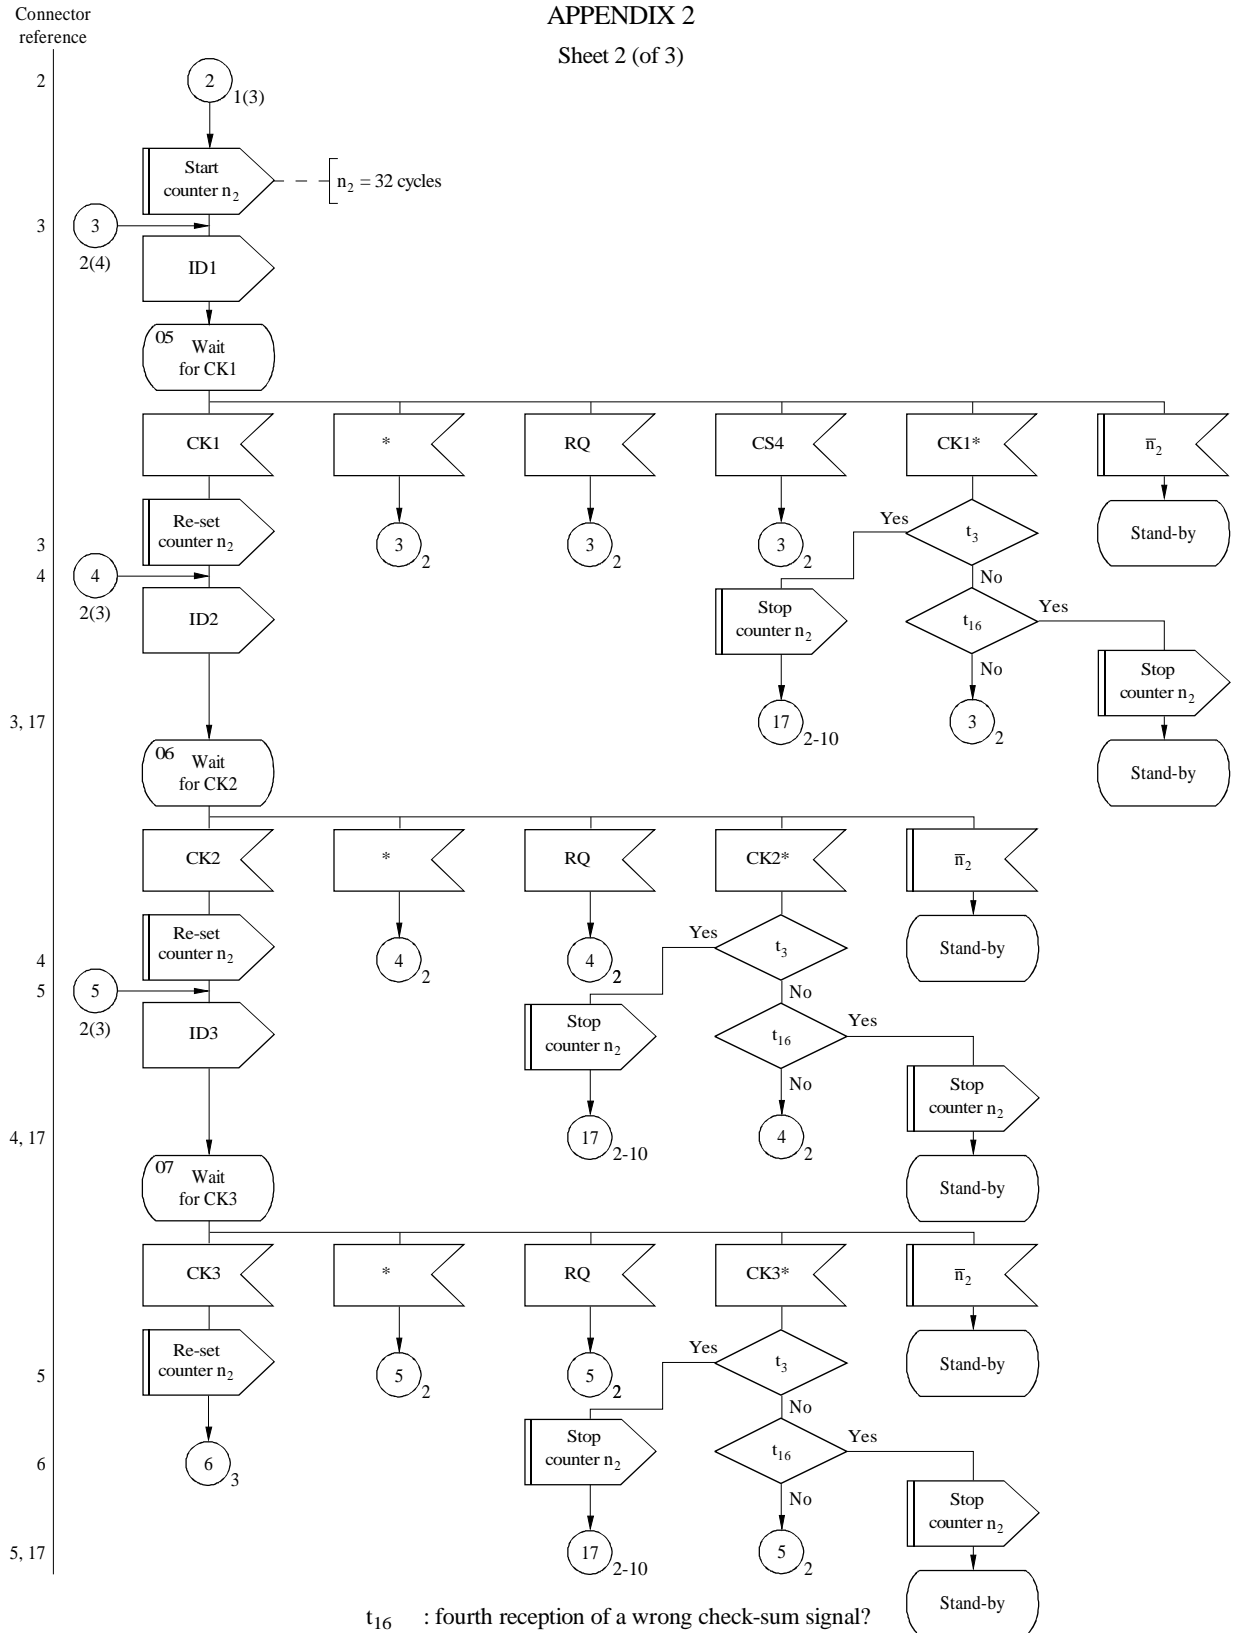 Connector
reference
APPENDIX 2
Sheet 2 (of 3)
2
2
1(3)
Start
counter n₂
n₂ = 32 cycles
3
3
2(4)
ID1
05
Wait
for CK1
CK1
*
RQ
CS4
CK1*
n̅₂
Re-set
counter n₂
3
2
3
2
3
2
Yes
t₃
Stand-by
3
4
4
2(3)
No
ID2
Stop
counter n₂
t₁₆
Yes
No
Stop
counter n₂
3, 17
17
2-10
3
2
Stand-by
06
Wait
for CK2
CK2
*
RQ
CK2*
n̅₂
Re-set
counter n₂
4
2
4
2
Yes
t₃
Stand-by
4
5
5
2(3)
No
ID3
Stop
counter n₂
t₁₆
Yes
No
Stop
counter n₂
4, 17
17
2-10
4
2
Stand-by
07
Wait
for CK3
CK3
*
RQ
CK3*
n̅₂
Re-set
counter n₂
5
2
5
2
Yes
t₃
Stand-by
5
No
6
6
3
Stop
counter n₂
t₁₆
Yes
No
Stop
counter n₂
5, 17
17
2-10
5
2
Stand-by
t₁₆ : fourth reception of a wrong check-sum signal?